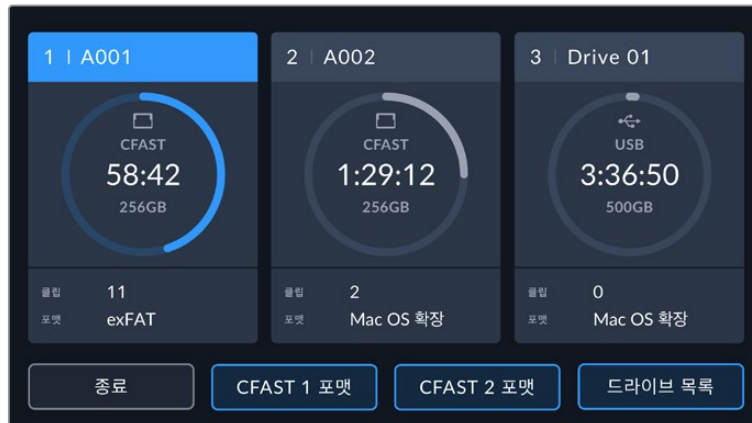 1 | A001
CFAST
58:42
256GB
클립 11
포맷 exFAT
2 | A002
CFAST
1:29:12
256GB
클립 2
포맷 Mac OS 확장
3 | Drive 01
USB
3:36:50
500GB
클립 0
포맷 Mac OS 확장
종료
CFAST 1 포맷
CFAST 2 포맷
드라이브 목록